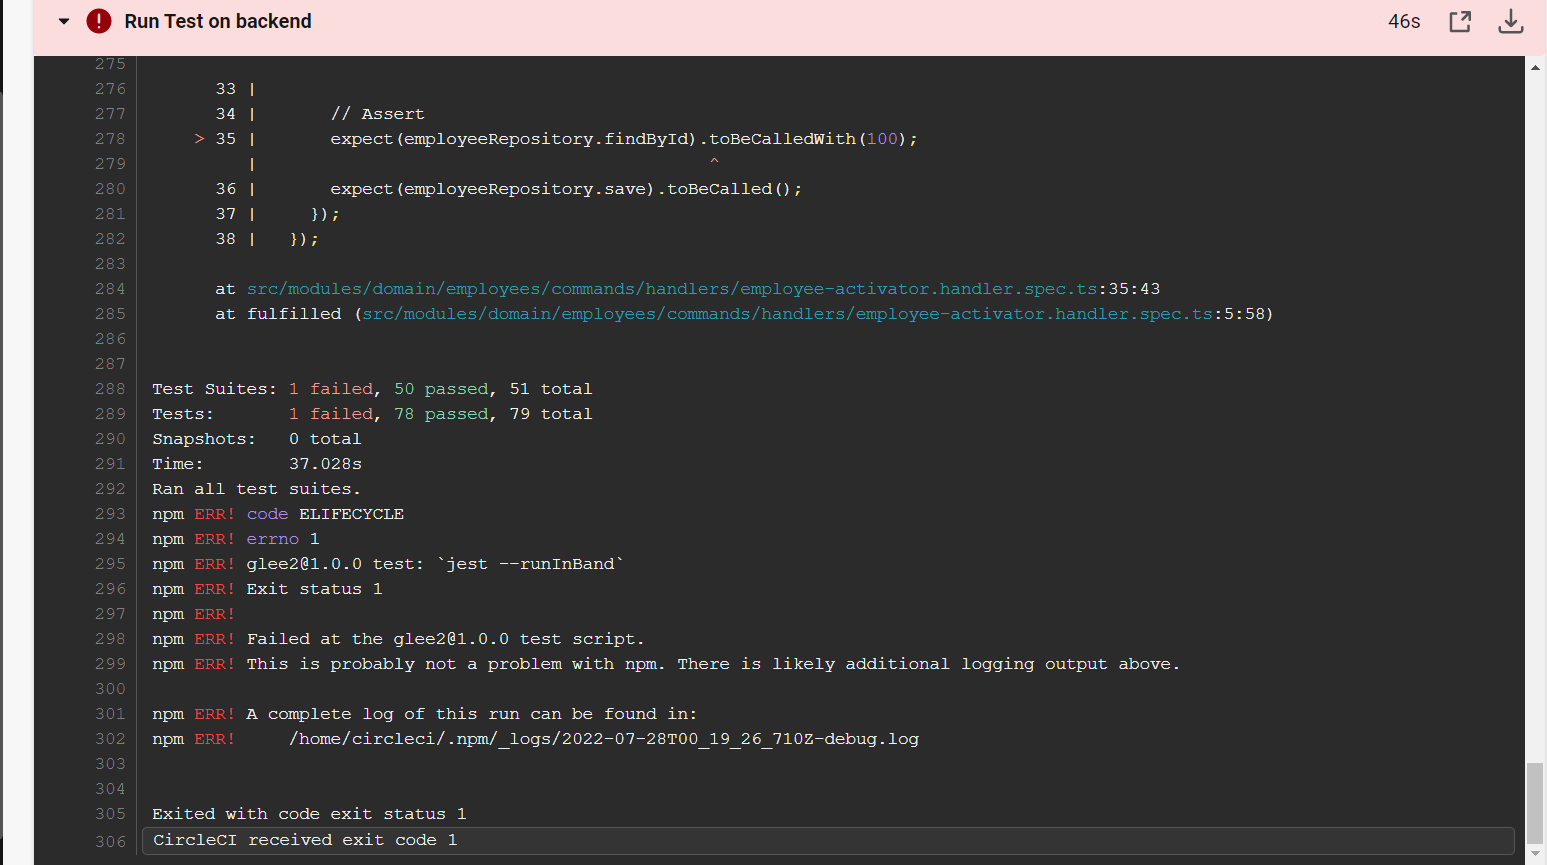 Run Test on backend 46s
275
276 33 |
277 34 | // Assert
278 > 35 | expect(employeeRepository.findById).toBeCalledWith(100);
279 | ^
280 36 | expect(employeeRepository.save).toBeCalled();
281 37 | });
282 38 | });
283
284 at src/modules/domain/employees/commands/handlers/employee-activator.handler.spec.ts:35:43
285 at fulfilled (src/modules/domain/employees/commands/handlers/employee-activator.handler.spec.ts:5:58)
286
287
288 Test Suites: 1 failed, 50 passed, 51 total
289 Tests: 1 failed, 78 passed, 79 total
290 Snapshots: 0 total
291 Time: 37.028s
292 Ran all test suites.
293 npm ERR! code ELIFECYCLE
294 npm ERR! errno 1
295 npm ERR! glee2@1.0.0 test: `jest --runInBand`
296 npm ERR! Exit status 1
297 npm ERR!
298 npm ERR! Failed at the glee2@1.0.0 test script.
299 npm ERR! This is probably not a problem with npm. There is likely additional logging output above.
300
301 npm ERR! A complete log of this run can be found in:
302 npm ERR! /home/circleci/.npm/_logs/2022-07-28T00_19_26_710Z-debug.log
303
304
305 Exited with code exit status 1
306 CircleCI received exit code 1